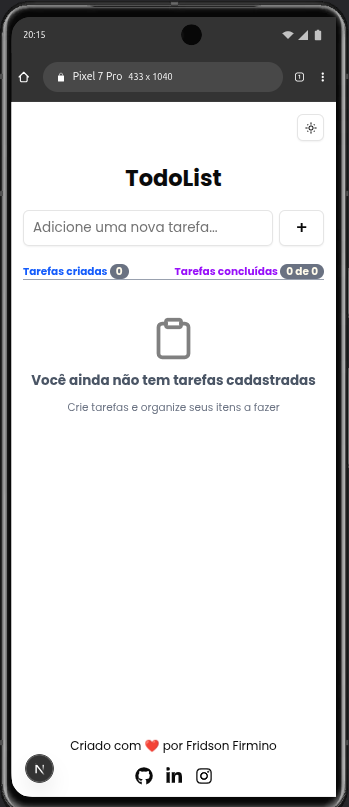 20:15
Pixel 7 Pro 433 x 1040
TodoList
Adicione uma nova tarefa...
+
Tarefas criadas 0
Tarefas concluídas 0 de 0
Você ainda não tem tarefas cadastradas
Crie tarefas e organize seus itens a fazer
Criado com ❤️ por Fridson Firmino
N
in